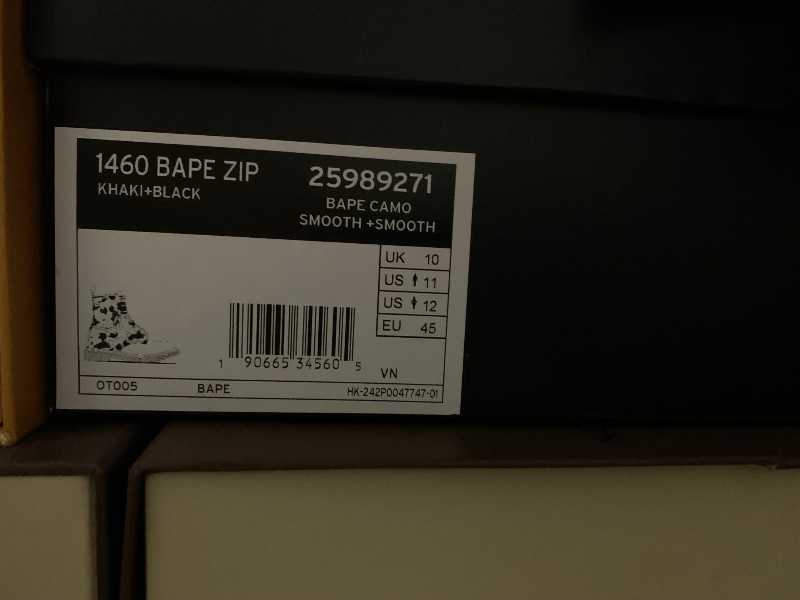 1460 BAPE ZIP
KHAKI+BLACK
25989271
BAPE CAMO
SMOOTH +SMOOTH
UK 10
US 11
US 12
EU 45
1 90665 34560 5
VN
OT005
BAPE
HK-242P0047747-01